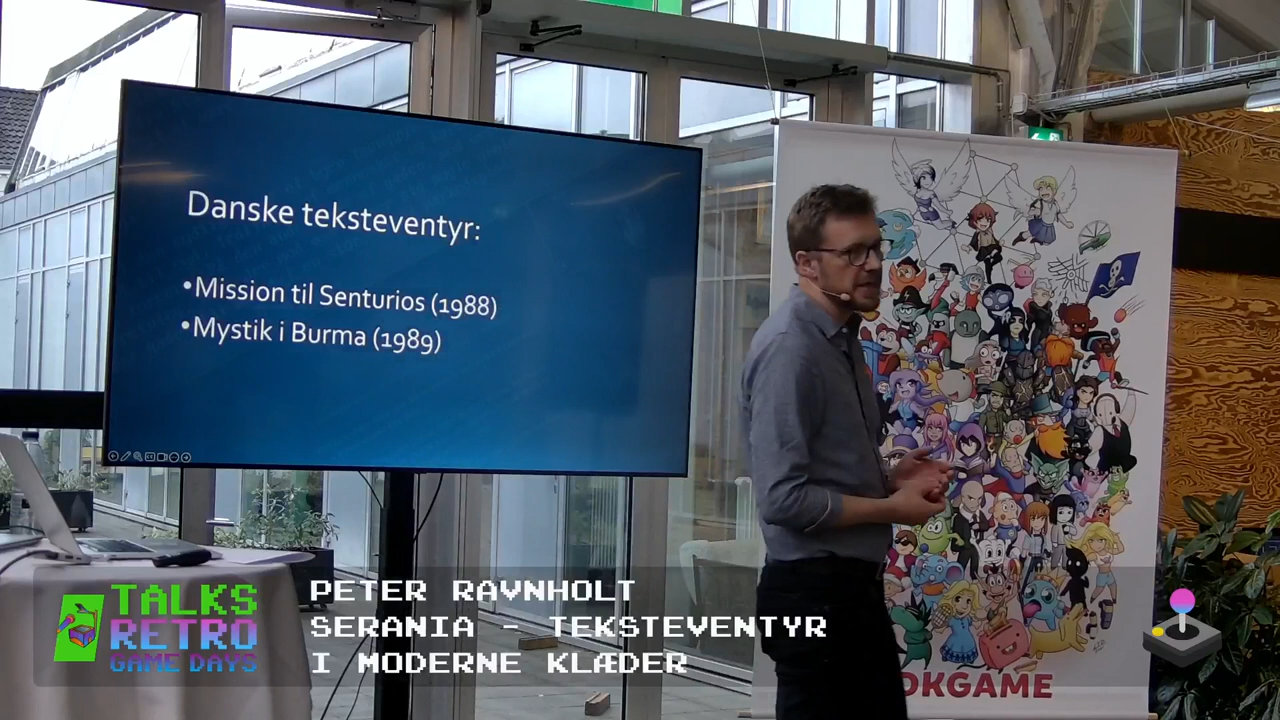 Danske teksteventyr:
•Mission til Senturios (1988)
•Mystik i Burma (1989)
TALKS
RETRO
GAME DAYS
PETER RAVNHOLT
SERANIA - TEKSTEVENTYR
I MODERNE KLÆDER
OKGAME